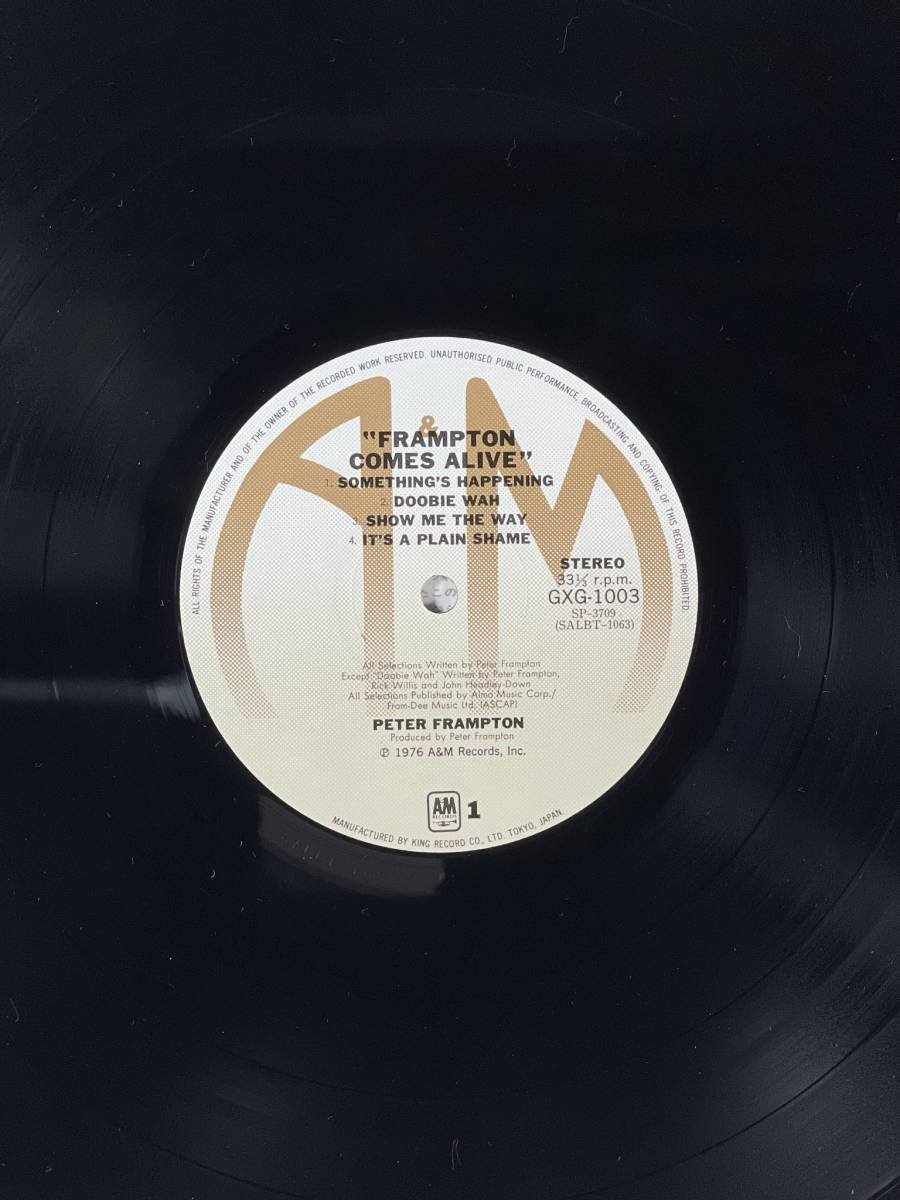 ALL RIGHTS OF THE MANUFACTURER AND OF THE OWNER OF THE RECORDED WORK RESERVED. UNAUTHORISED PUBLIC PERFORMANCE, BROADCASTING AND COPYING OF THIS RECORD PROHIBITED
A&M
"FRAMPTON
COMES ALIVE"
1. SOMETHING'S HAPPENING
2. DOOBIE WAH
3. SHOW ME THE WAY
4. IT'S A PLAIN SHAME
STEREO
33⅓ r.p.m.
GXG-1003
SP-3709
(SALBT-1063)
All Selections Written by Peter Frampton
Except "Doobie Wah" Written by Peter Frampton,
Rick Willis and John Headley-Down
All Selections Published by Almo Music Corp./
Fram-Dee Music Ltd. (ASCAP)
PETER FRAMPTON
Produced by Peter Frampton
℗ 1976 A&M Records, Inc.
AM
RECORDS
1
MANUFACTURED BY KING RECORD CO., LTD. TOKYO, JAPAN